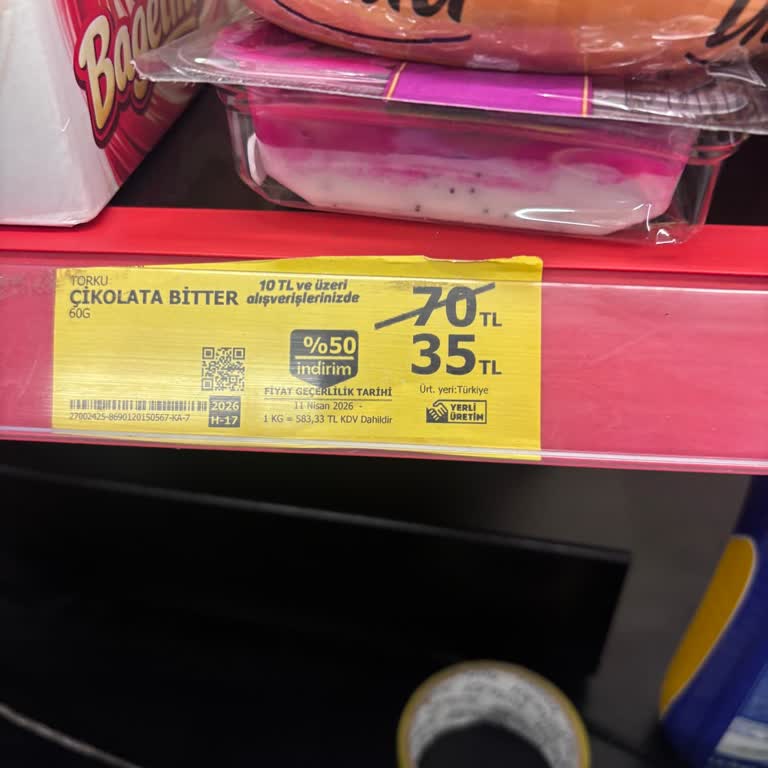 TORKU
ÇİKOLATA BİTTER
60G
10 TL ve üzeri
alışverişlerinizde
%50
indirim
70 TL
35 TL
FİYAT GEÇERLİLİK TARİHİ
11 Nisan 2026 -
1 KG = 583,33 TL KDV Dahildir
Ürt. yeri:Türkiye
YERLİ
ÜRETİM
2026
H-17
27002425-8690120150567-KA-7